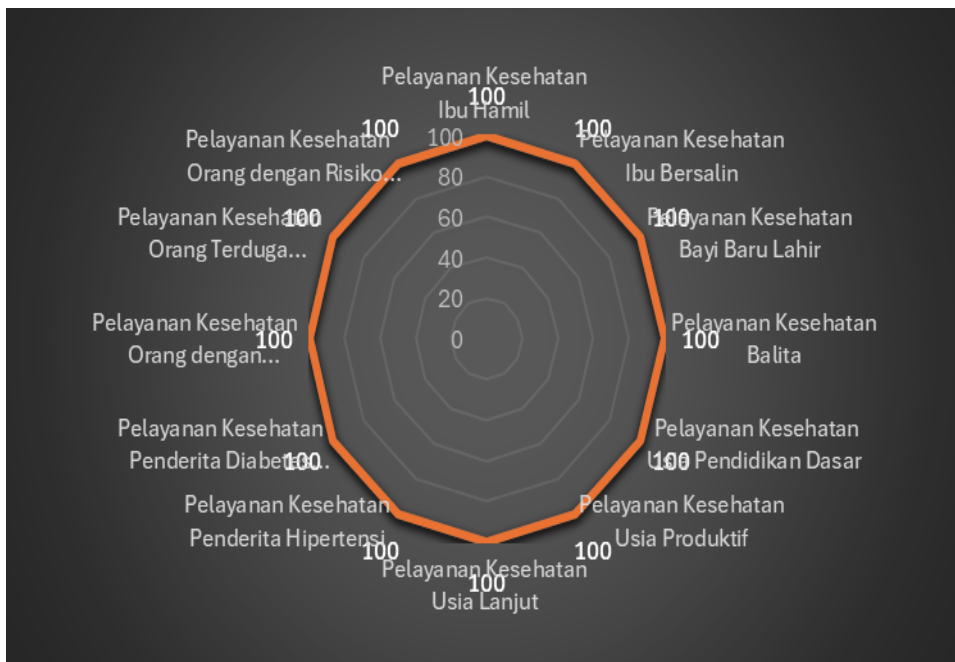 Pelayanan Kesehatan
Ibu Hamil
100
Pelayanan Kesehatan
Ibu Bersalin
100
Pelayanan Kesehatan
Bayi Baru Lahir
100
Pelayanan Kesehatan
Balita
100
Pelayanan Kesehatan
Usia Pendidikan Dasar
100
Pelayanan Kesehatan
Usia Produktif
100
Pelayanan Kesehatan
Usia Lanjut
100
Pelayanan Kesehatan
Penderita Hipertensi
100
Pelayanan Kesehatan
Penderita Diabetes...
100
Pelayanan Kesehatan
Orang dengan...
100
Pelayanan Kesehatan
Orang Terduga...
100
Pelayanan Kesehatan
Orang dengan Risiko...
100
100
80
60
40
20
0